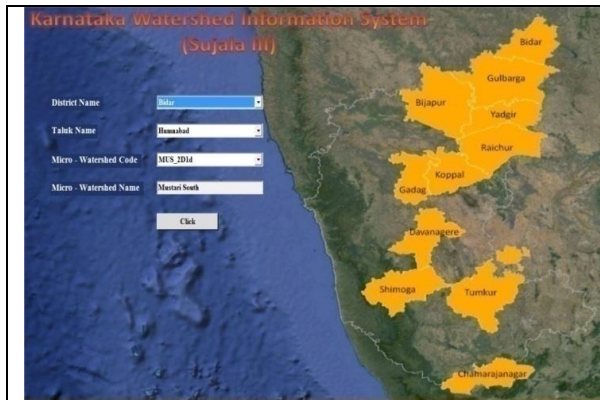 Karnataka Watershed Information System
(Sujala III)
District Name
Bidar
Taluk Name
Humnabad
Micro - Watershed Code
MUS_2D1d
Micro - Watershed Name
Mustari South
Click
Bidar
Gulbarga
Bijapur
Yadgir
Raichur
Koppal
Gadag
Davanagere
Shimoga
Tumkur
Chamarajanagar